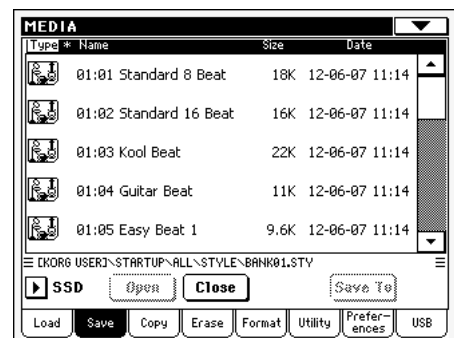 MEDIA
Type * Name Size Date
01:01 Standard 8 Beat 18K 12-06-07 11:14
01:02 Standard 16 Beat 16K 12-06-07 11:14
01:03 Kool Beat 22K 12-06-07 11:14
01:04 Guitar Beat 11K 12-06-07 11:14
01:05 Easy Beat 1 9.6K 12-06-07 11:14
[KORG USER]\STARTUP\ALL\STYLE\BANK01.STY
SSD Open Close Save To
Load Save Copy Erase Format Utility Prefer-ences USB